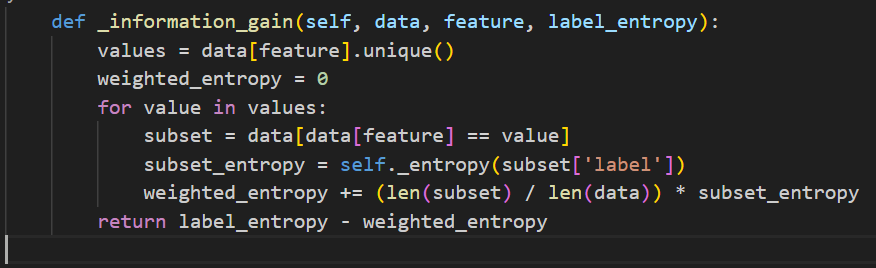 def _information_gain(self, data, feature, label_entropy):
    values = data[feature].unique()
    weighted_entropy = 0
    for value in values:
        subset = data[data[feature] == value]
        subset_entropy = self._entropy(subset['label'])
        weighted_entropy += (len(subset) / len(data)) * subset_entropy
    return label_entropy - weighted_entropy